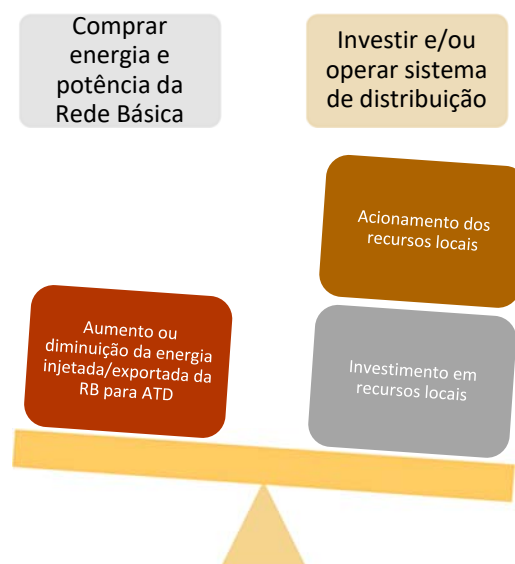 Comprar
energia e
potência da
Rede Básica
Investir e/ou
operar sistema
de distribuição
Acionamento dos
recursos locais
Aumento ou
diminuição da energia
injetada/exportada da
RB para ATD
Investimento em
recursos locais